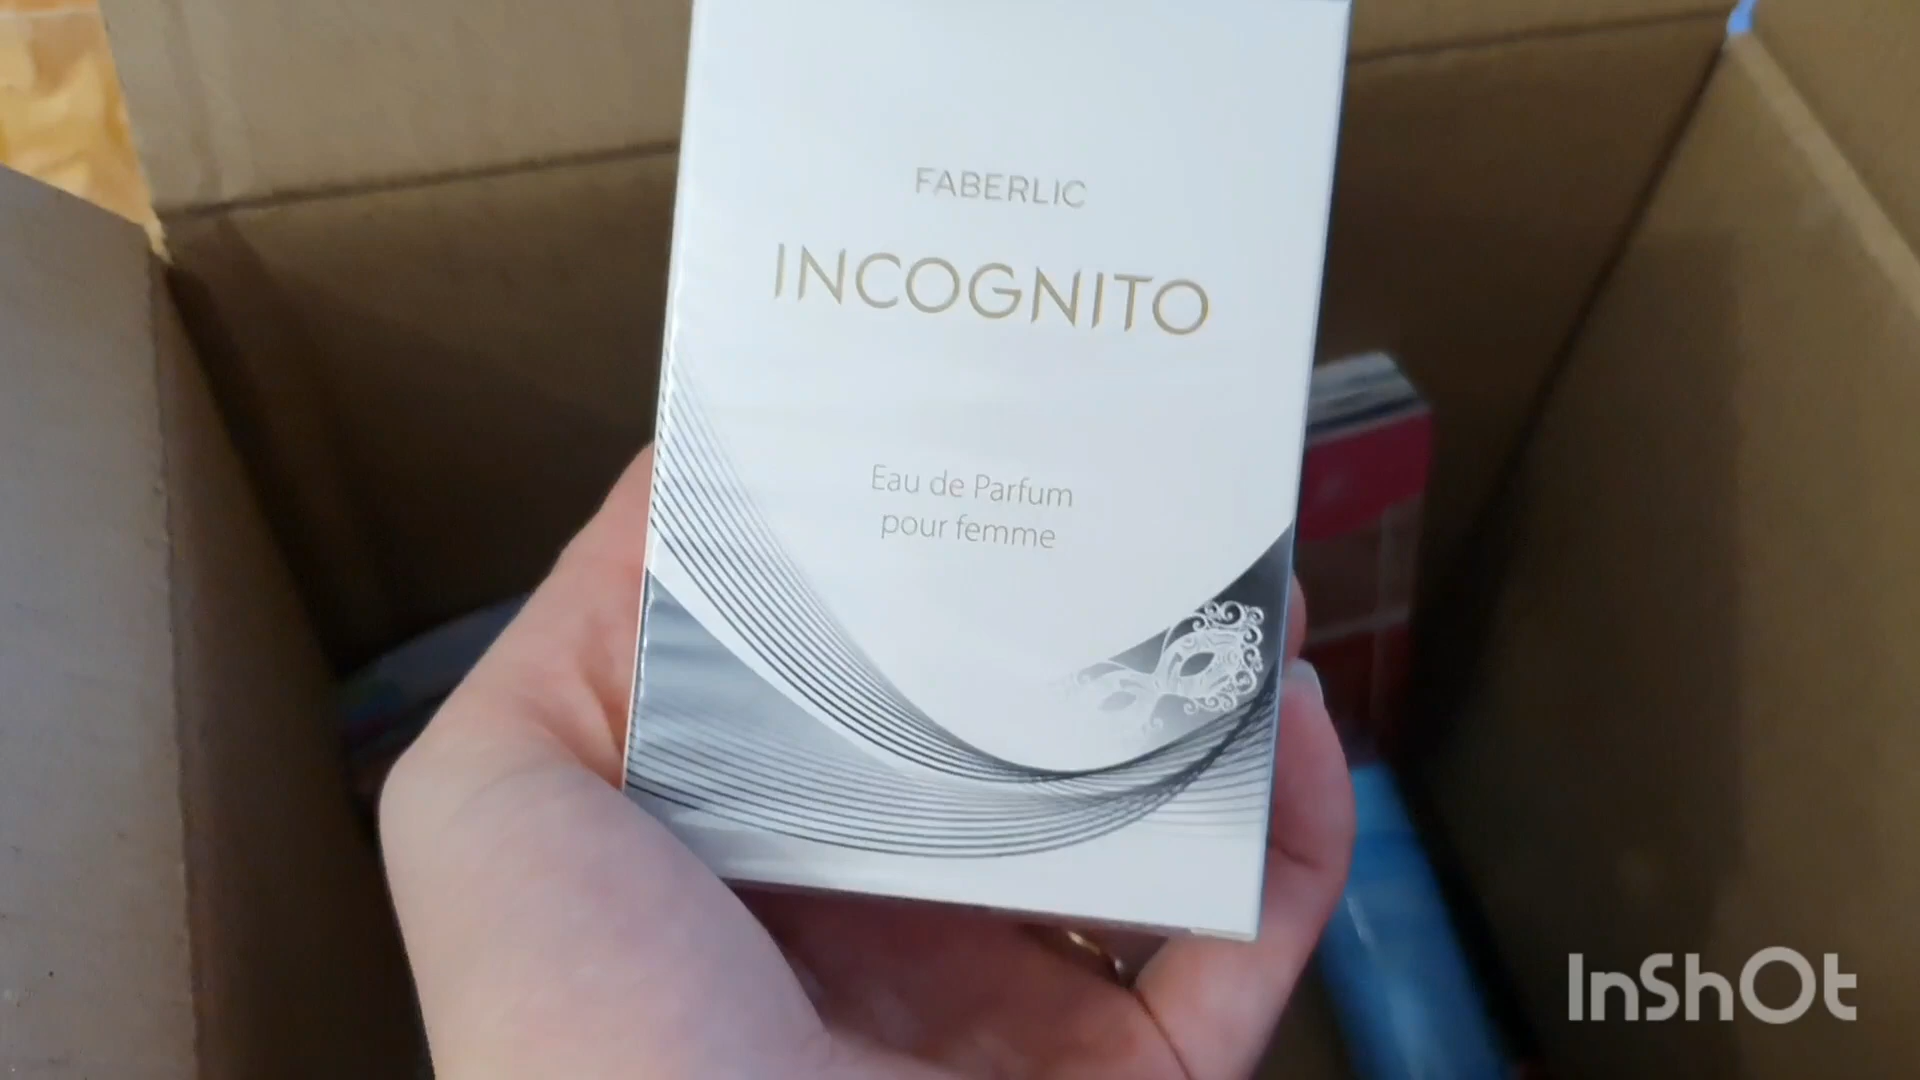 FABERLIC
INCOGNITO
Eau de Parfum
pour femme
InShOt